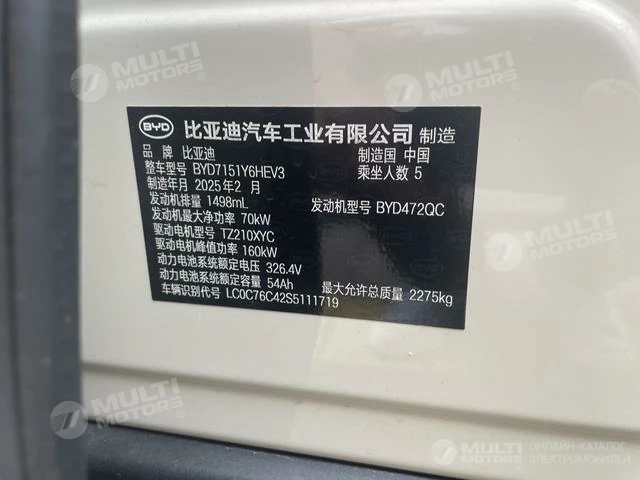 MULTI MOTORS
MULTI MOTORS
BYD 比亚迪汽车工业有限公司 制造
品 牌 比亚迪 制造国 中国
整车型号 BYD7151Y6HEV3 乘坐人数 5
制造年月 2025年2 月
发动机排量 1498mL 发动机型号 BYD472QC
发动机最大净功率 70kW
驱动电机型号 TZ210XYC
驱动电机峰值功率 160kW
动力电池系统额定电压 326.4V
动力电池系统额定容量 54Ah 最大允许总质量 2275kg
车辆识别代号 LC0C76C42S5111719
MULTI MOTORS
MULTI MOTORS
ОНЛАЙН-КАТАЛОГ
ЭЛЕКТРОМОБИЛЕЙ